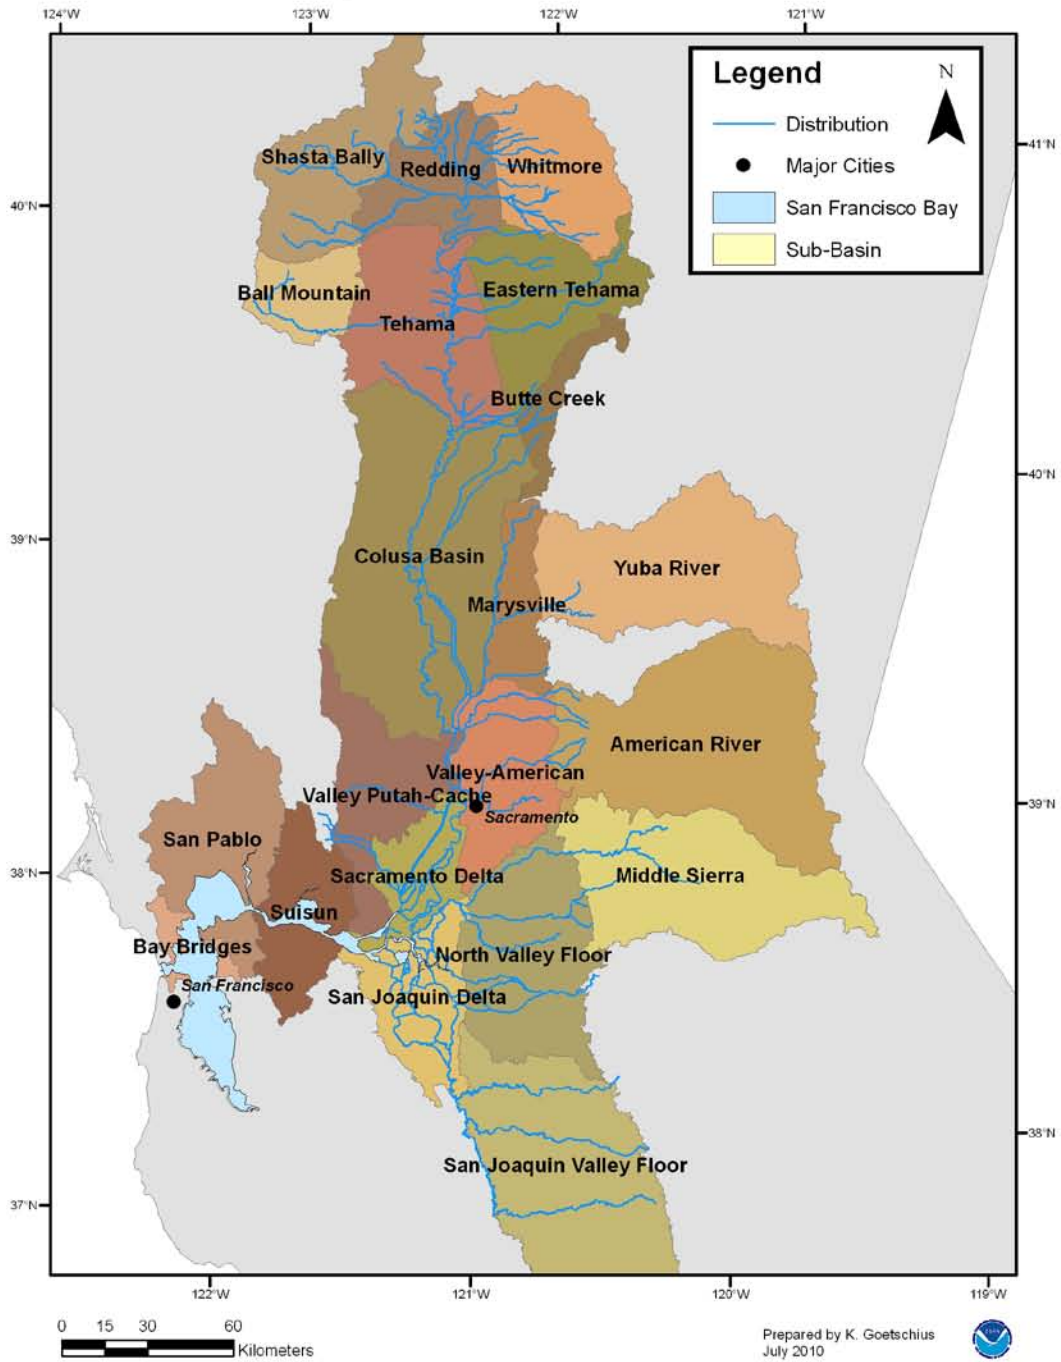 124°W 123°W 122°W 121°W
Legend
N
Distribution
Major Cities
San Francisco Bay
Sub-Basin
41°N
Shasta Bally
Redding
Whitmore
40°N
Ball Mountain
Eastern Tehama
Tehama
Butte Creek
40°N
39°N
Colusa Basin
Yuba River
Marysville
American River
Valley-American
Valley Putah-Cache
39°N
Sacramento
San Pablo
38°N
Sacramento Delta
Middle Sierra
Suisun
Bay Bridges
North Valley Floor
San Francisco
San Joaquin Delta
38°N
San Joaquin Valley Floor
37°N
122°W 121°W 120°W 119°W
0 15 30 60
Kilometers
Prepared by K. Goetschius
July 2010